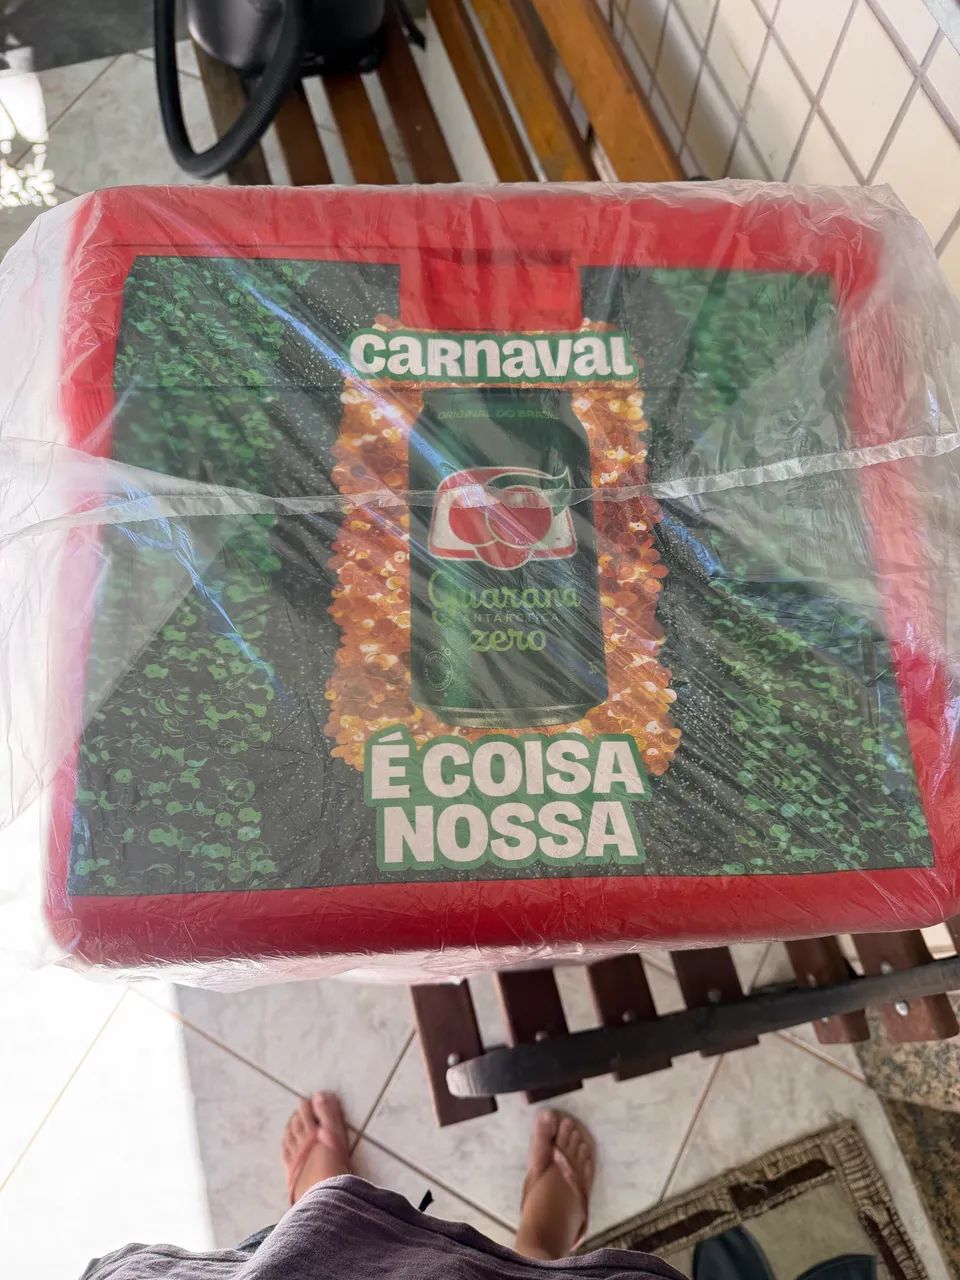 CARNAVAL
ORIGINAL DO BRASIL
Guaraná
ANTARCTICA
zero
É COISA
NOSSA